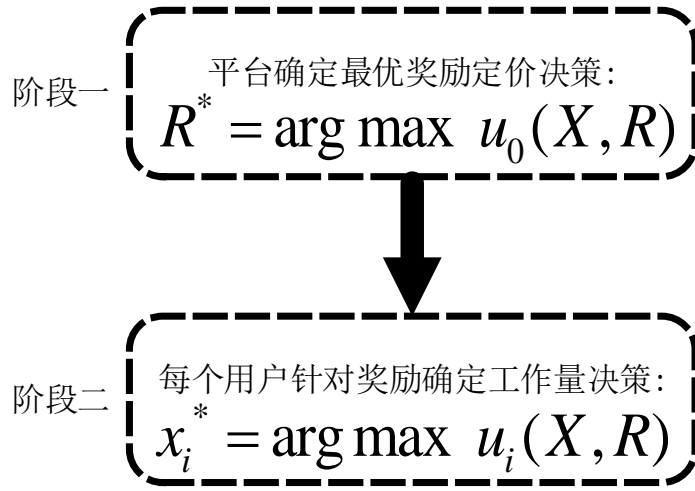 阶段一
平台确定最优奖励定价决策:
R* = arg max u₀(X, R)
阶段二
每个用户针对奖励确定工作量决策:
xᵢ* = arg max uᵢ(X, R)